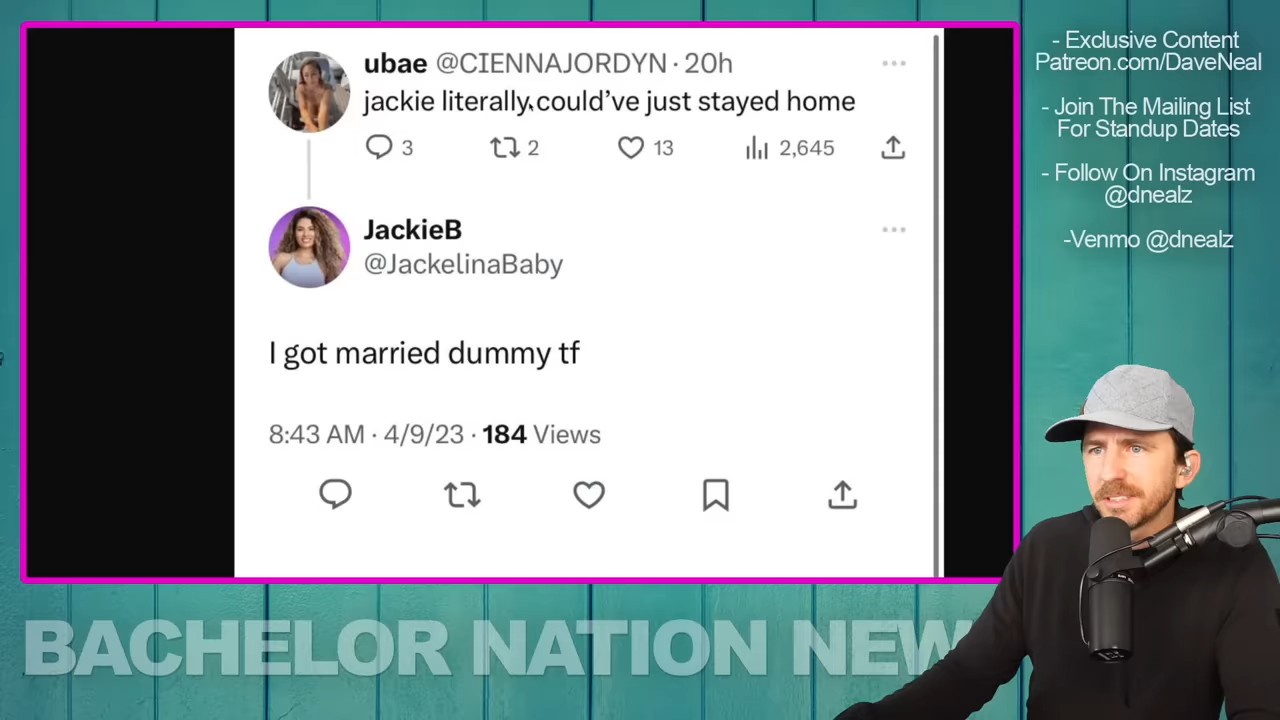 ubae @CIENNAJORDYN · 20h
jackie literally could’ve just stayed home
3 2 13 2,645
JackieB
@JackelinaBaby
I got married dummy tf
8:43 AM · 4/9/23 · 184 Views
- Exclusive Content
Patreon.com/DaveNeal
- Join The Mailing List
For Standup Dates
- Follow On Instagram
@dnealz
-Venmo @dnealz
BACHELOR NATION NEW